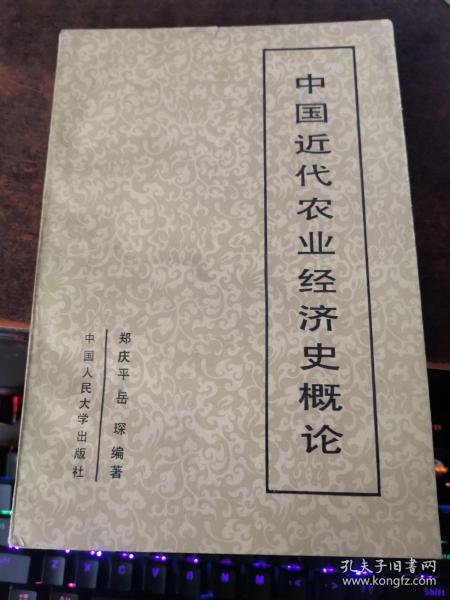 中国近代农业经济史概论
郑庆平 岳 琛 编著
中国人民大学出版社
孔夫子旧书网
www.kongfz.com
Shift